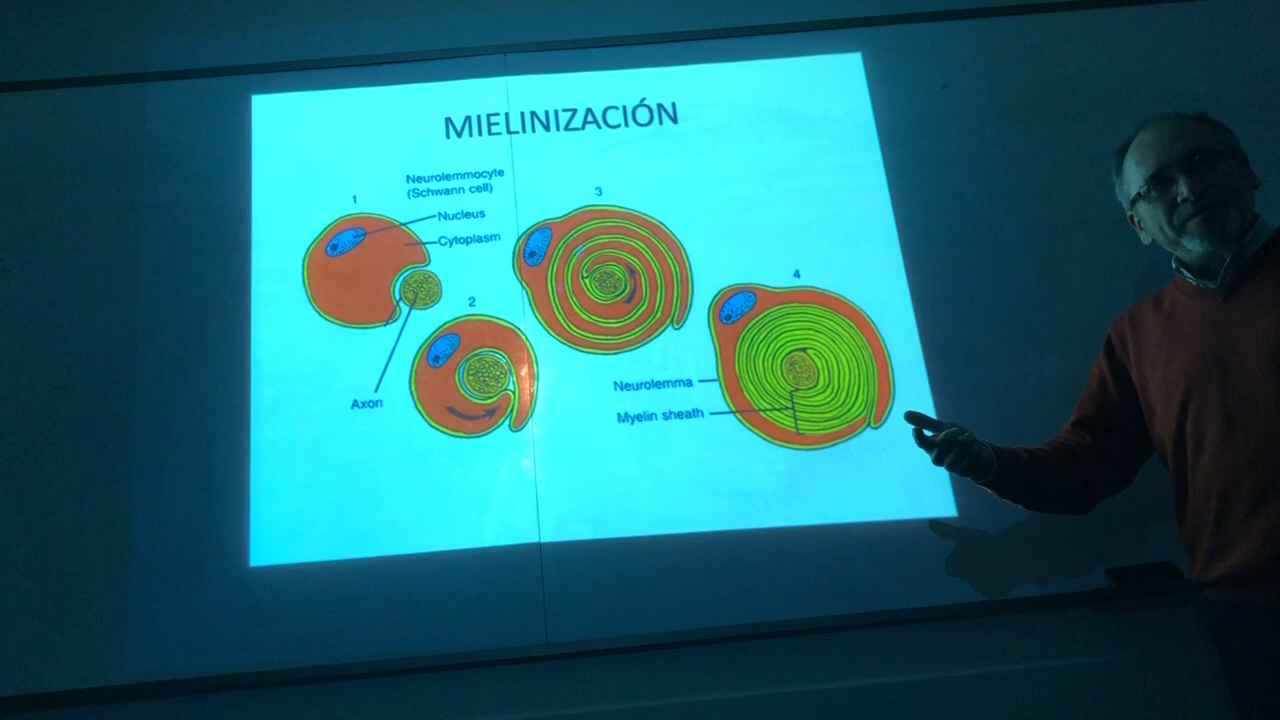 MIELINIZACIÓN
Neurolemmocyte
(Schwann cell)
1
Nucleus
Cytoplasm
3
2
4
Axon
Neurolemma
Myelin sheath